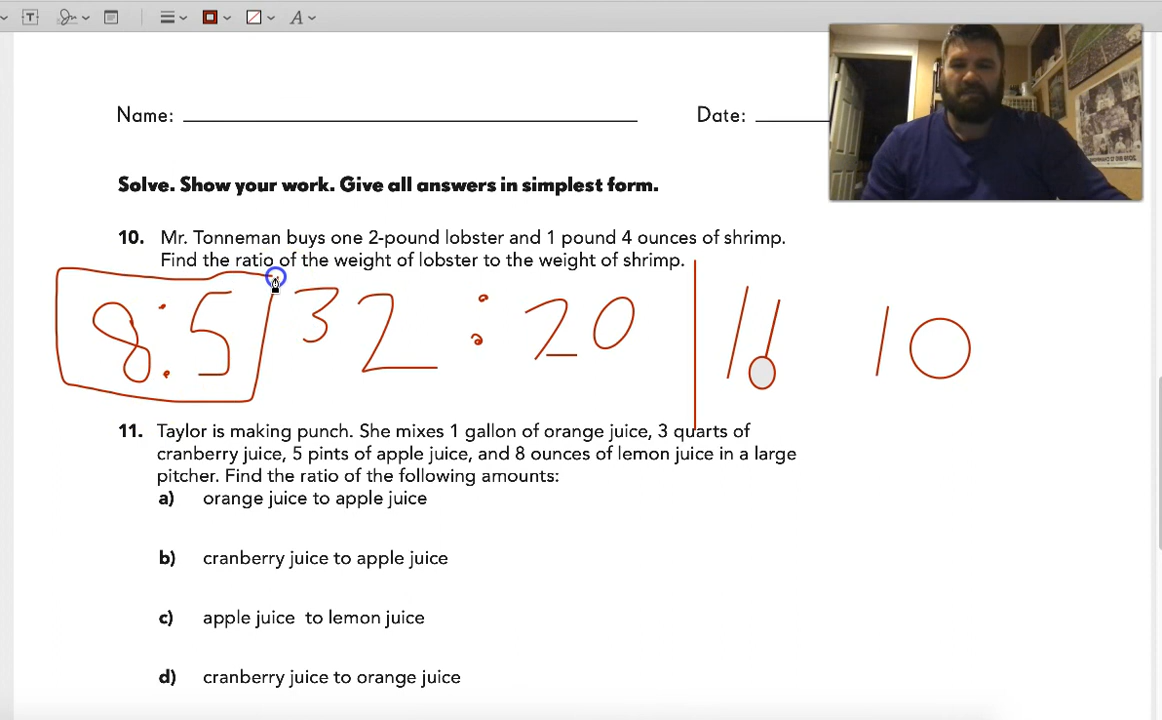 Name: Date:
Solve. Show your work. Give all answers in simplest form.
10. Mr. Tonneman buys one 2-pound lobster and 1 pound 4 ounces of shrimp.
Find the ratio of the weight of lobster to the weight of shrimp.
8:5 32 : 20 16 10
11. Taylor is making punch. She mixes 1 gallon of orange juice, 3 quarts of
cranberry juice, 5 pints of apple juice, and 8 ounces of lemon juice in a large
pitcher. Find the ratio of the following amounts:
a) orange juice to apple juice
b) cranberry juice to apple juice
c) apple juice to lemon juice
d) cranberry juice to orange juice